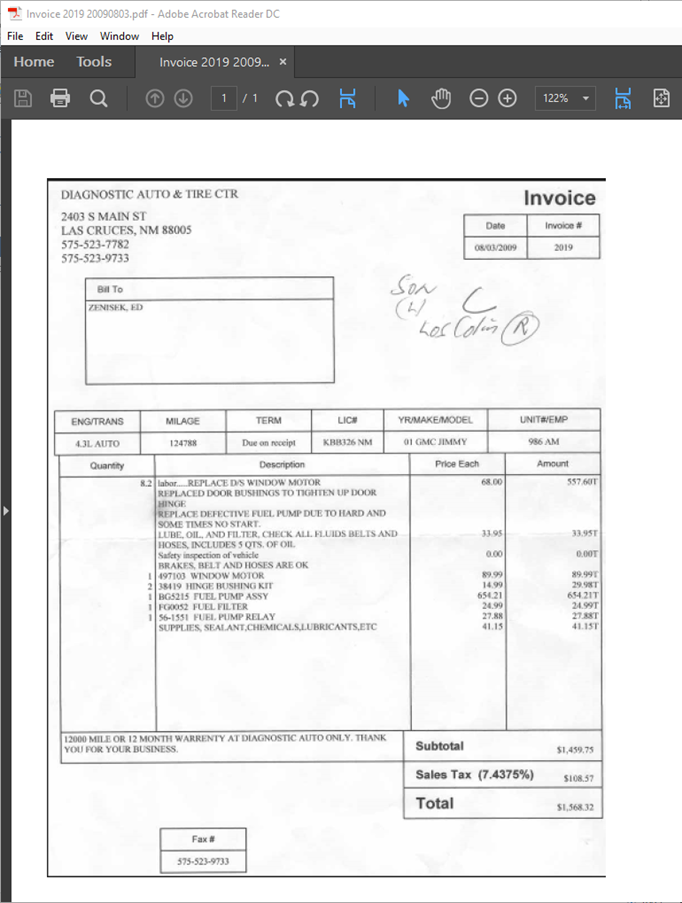 Invoice 2019 20090803.pdf - Adobe Acrobat Reader DC
File Edit View Window Help
Home Tools Invoice 2019 2009... ×
1 / 1 122%
DIAGNOSTIC AUTO & TIRE CTR
Invoice
2403 S MAIN ST
LAS CRUCES, NM 88005
575-523-7782
575-523-9733
Date Invoice #
08/03/2009 2019
Bill To
ZENISEK, ED
SON C
(R)
ENG/TRANS MILAGE TERM LIC# YR/MAKE/MODEL UNIT#/EMP
4.3L AUTO 124788 Due on receipt KBB326 NM 01 GMC JIMMY 986 AM
Quantity Description Price Each Amount
8.2 labor.....REPLACE D/S WINDOW MOTOR 68.00 557.60T
REPLACED DOOR BUSHINGS TO TIGHTEN UP DOOR
HINGE
REPLACE DEFECTIVE FUEL PUMP DUE TO HARD AND
SOME TIMES NO START.
LUBE, OIL, AND FILTER, CHECK ALL FLUIDS BELTS AND 33.95 33.95T
HOSES, INCLUDES 5 QTS. OF OIL
Safety inspection of vehicle 0.00 0.00T
BRAKES, BELT AND HOSES ARE OK
1 497103 WINDOW MOTOR 89.99 89.99T
2 38419 HINGE BUSHING KIT 14.99 29.98T
1 BG5215 FUEL PUMP ASSY 654.21 654.21T
1 FG0052 FUEL FILTER 24.99 24.99T
1 56-1551 FUEL PUMP RELAY 27.88 27.88T
SUPPLIES, SEALANT,CHEMICALS,LUBRICANTS,ETC 41.15 41.15T
12000 MILE OR 12 MONTH WARRENTY AT DIAGNOSTIC AUTO ONLY. THANK
YOU FOR YOUR BUSINESS.
Subtotal $1,459.75
Sales Tax (7.4375%) $108.57
Total $1,568.32
Fax #
575-523-9733